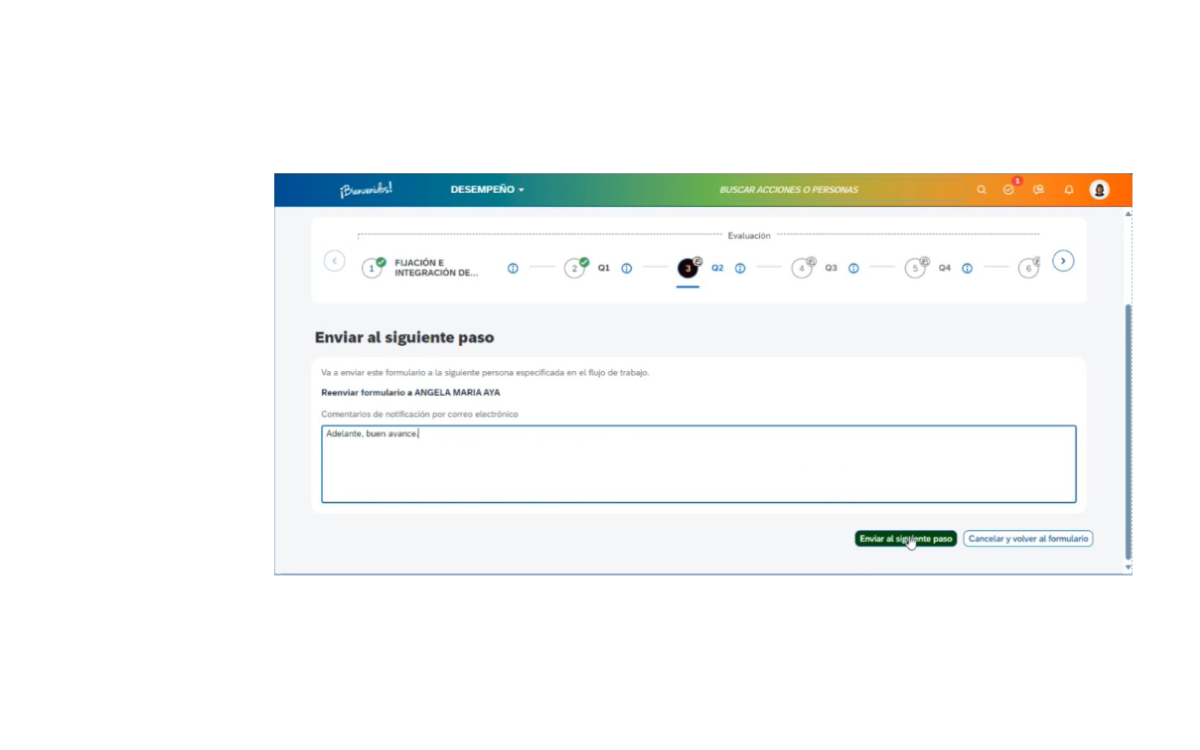 ¡Bienvenidos!
DESEMPEÑO
BUSCAR ACCIONES O PERSONAS
1
Evaluación
1 FIJACIÓN E
INTEGRACIÓN DE...
2 Q1
3 Q2
4 Q3
5 Q4
6
Enviar al siguiente paso
Va a enviar este formulario a la siguiente persona especificada en el flujo de trabajo.
Reenviar formulario a ANGELA MARIA AYA
Comentarios de notificación por correo electrónico
Adelante, buen avance.
Enviar al siguiente paso
Cancelar y volver al formulario